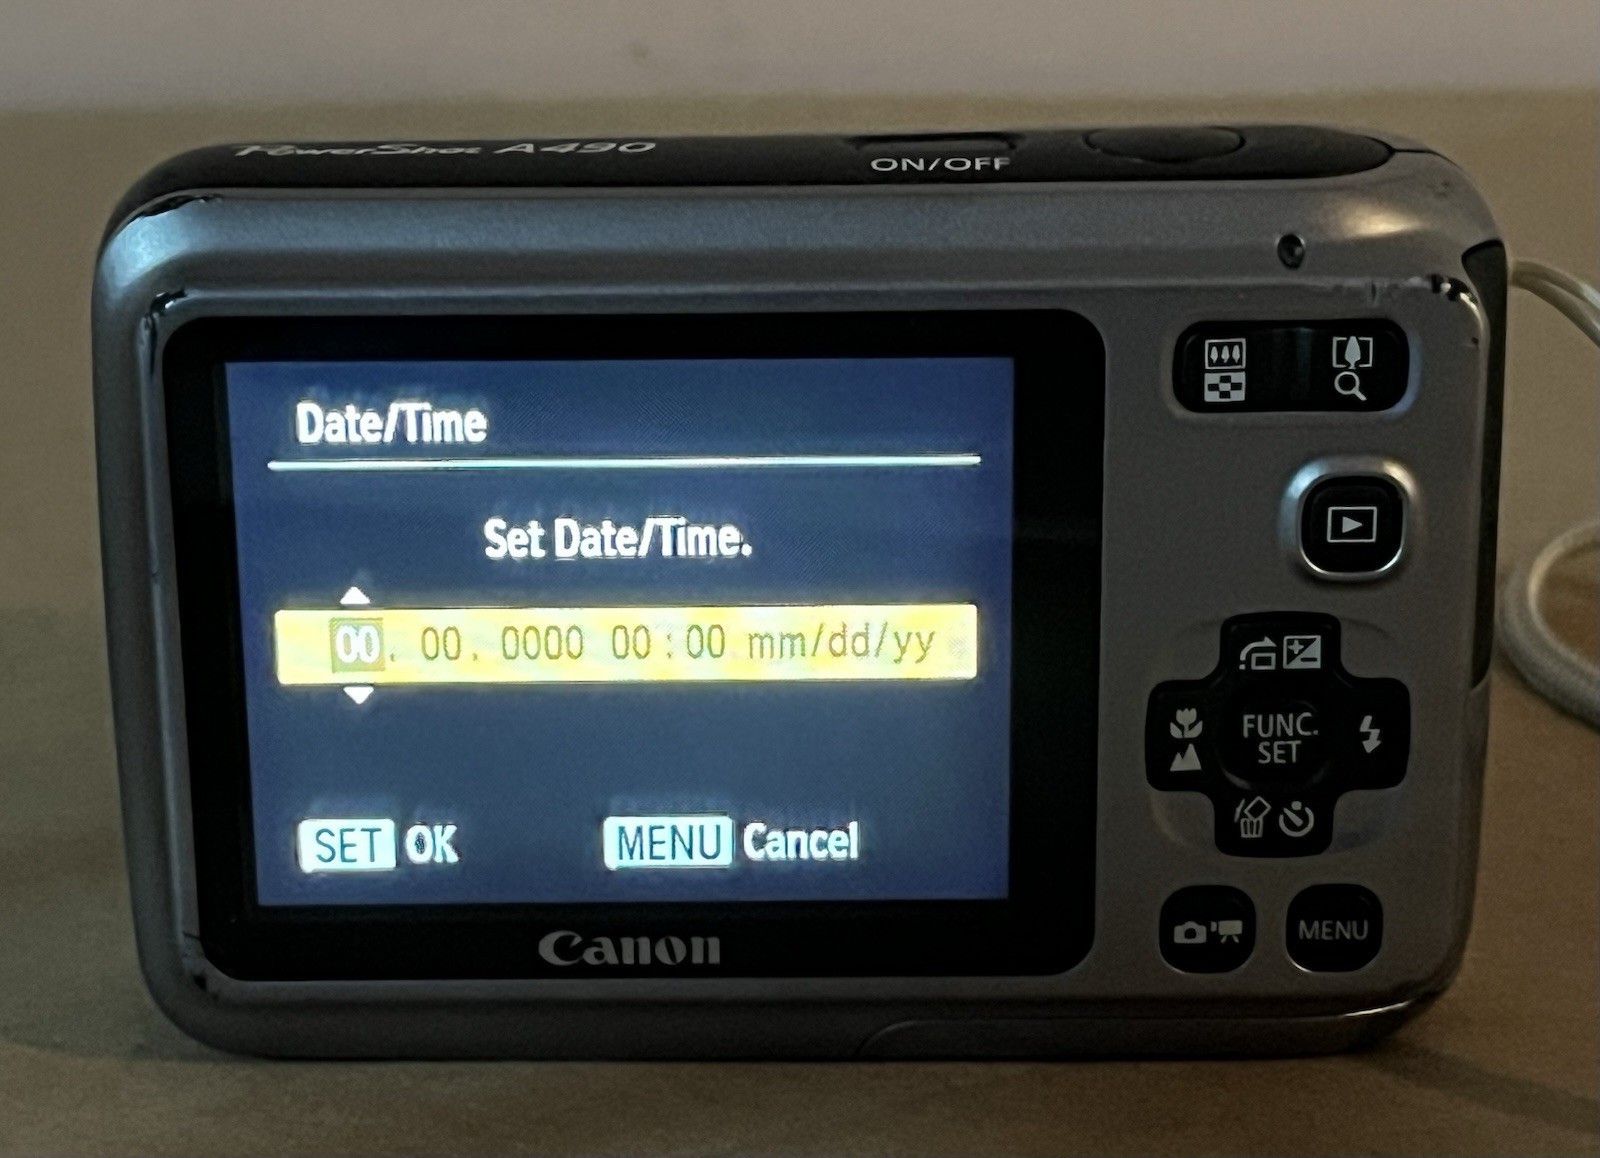 PowerShot A490
ON/OFF
Date/Time
Set Date/Time.
00. 00. 0000 00:00 mm/dd/yy
SET OK MENU Cancel
FUNC.
SET
MENU
Canon